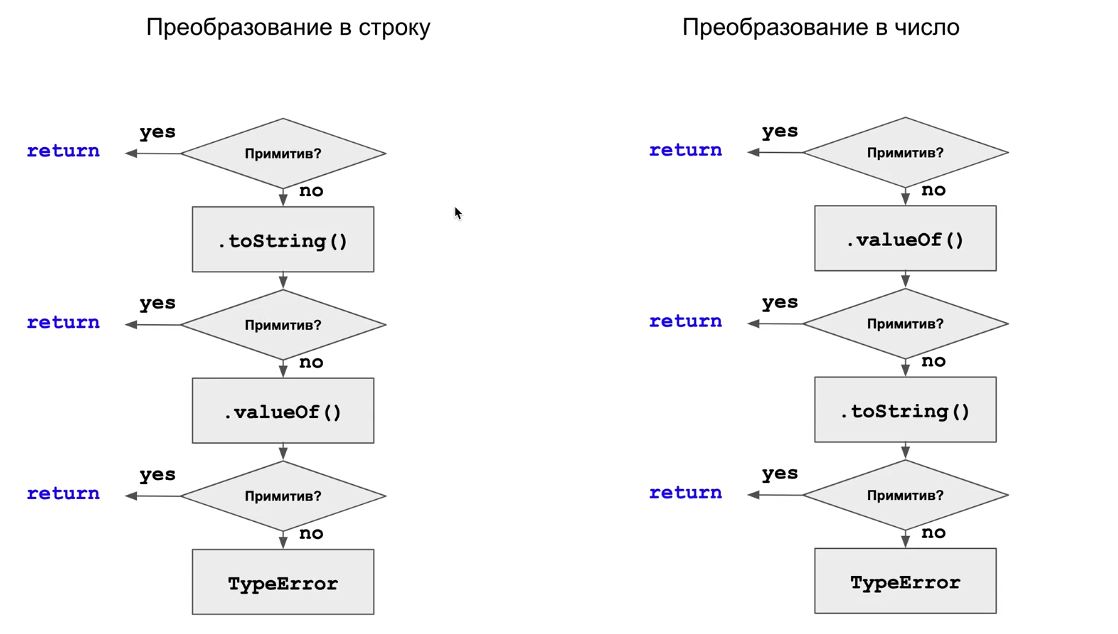 Преобразование в строку
yes
return
Примитив?
no
.toString()
yes
return
Примитив?
no
.valueOf()
yes
return
Примитив?
no
TypeError
Преобразование в число
yes
return
Примитив?
no
.valueOf()
yes
return
Примитив?
no
.toString()
yes
return
Примитив?
no
TypeError